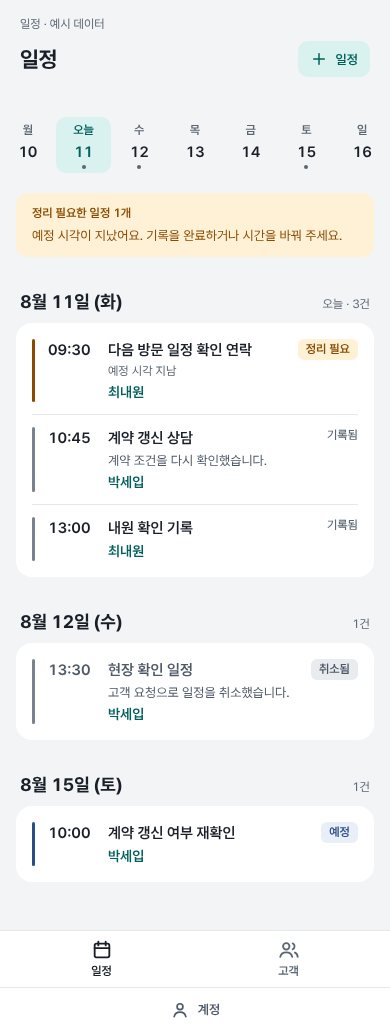 일정 · 예시 데이터
일정
+ 일정
월 오늘 수 목 금 토 일
10 11 12 13 14 15 16
정리 필요한 일정 1개
예정 시각이 지났어요. 기록을 완료하거나 시간을 바꿔 주세요.
8월 11일 (화) 오늘 · 3건
09:30 다음 방문 일정 확인 연락 정리 필요
예정 시각 지남
최내원
10:45 계약 갱신 상담 기록됨
계약 조건을 다시 확인했습니다.
박세입
13:00 내원 확인 기록 기록됨
최내원
8월 12일 (수) 1건
13:30 현장 확인 일정 취소됨
고객 요청으로 일정을 취소했습니다.
박세입
8월 15일 (토) 1건
10:00 계약 갱신 여부 재확인 예정
박세입
일정 고객
계정